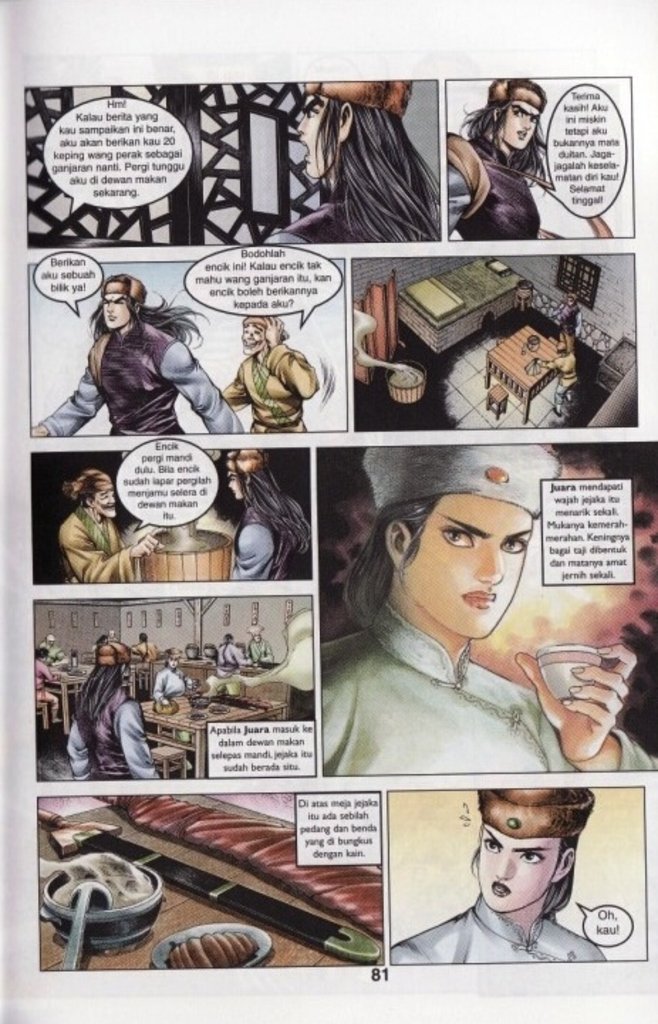 Hm!
Kalau berita yang
kau sampaikan ini benar,
aku akan berikan kau 20
keping wang perak sebagai
ganjaran nanti. Pergi tunggu
aku di dewan makan
sekarang.
Terima
kasih! Aku
ini miskin
tetapi aku
bukannya mata
duitan. Jaga-
jagalah kesela-
matan diri kau!
Selamat
tinggal!
Berikan
aku sebuah
bilik ya!
Bodohlah
encik ini! Kalau encik tak
mahu wang ganjaran itu, kan
encik boleh berikannya
kepada aku?
Encik
pergi mandi
dulu. Bila encik
sudah lapar pergilah
menjamu selera di
dewan makan
itu.
Juara mendapati
wajah jejaka itu
menarik sekali.
Mukanya kemerah-
merahan. Keningnya
bagai taji dibentuk
dan matanya amat
jernih sekali.
Apabila Juara masuk ke
dalam dewan makan
selepas mandi, jejaka itu
sudah berada situ.
Di atas meja jejaka
itu ada sebilah
pedang dan benda
yang di bungkus
dengan kain.
Oh,
kau!
81